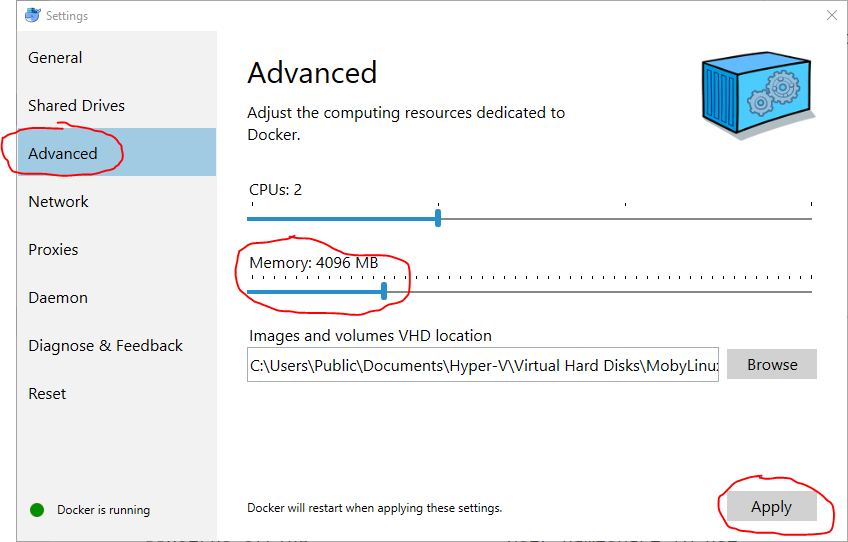 Settings
General
Shared Drives
Advanced
Network
Proxies
Daemon
Diagnose & Feedback
Reset
Docker is running
Advanced
Adjust the computing resources dedicated to
Docker.
CPUs: 2
Memory: 4096 MB
Images and volumes VHD location
C:\Users\Public\Documents\Hyper-V\Virtual Hard Disks\MobyLinux
Browse
Docker will restart when applying these settings.
Apply